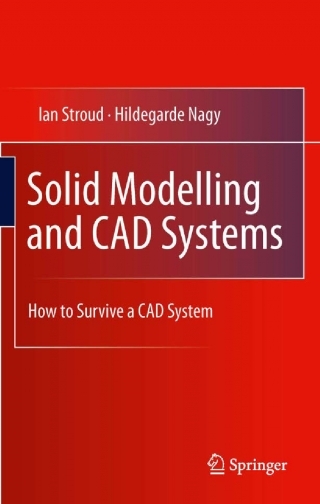 Ian Stroud · Hildegarde Nagy
Solid Modelling
and CAD Systems
How to Survive a CAD System
Springer